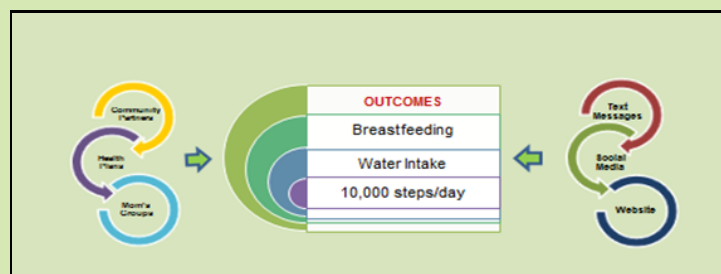 Community
Partners
Health
Plans
Mom's
Groups
OUTCOMES
Breastfeeding
Water Intake
10,000 steps/day
Text
Messages
Social
Media
Website